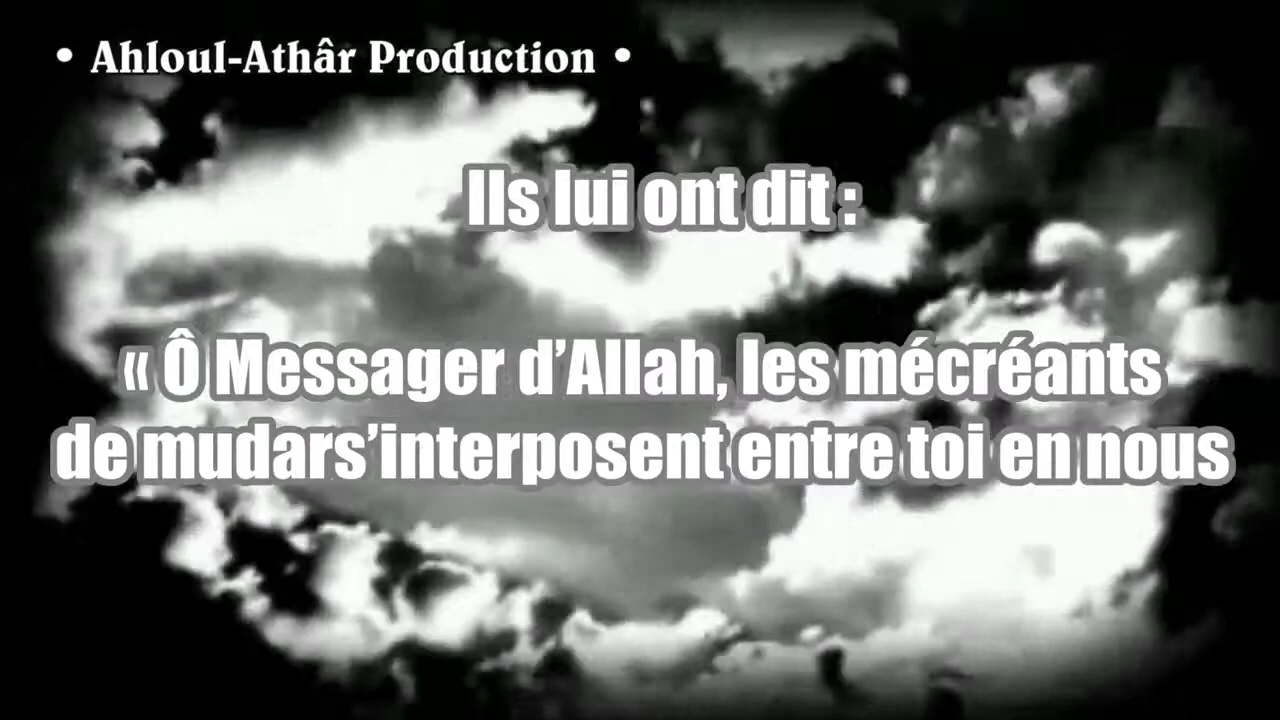 • Ahloul-Athâr Production •
Ils lui ont dit :
« Ô Messager d’Allah, les mécréants
de mudars’interposent entre toi en nous